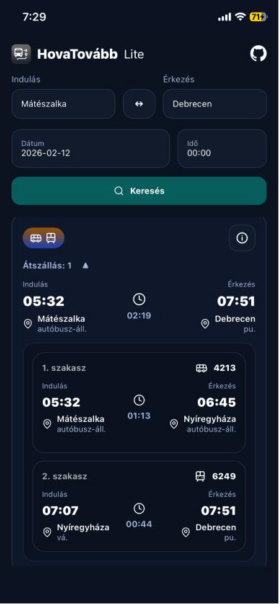 7:29
71
HovaTovább Lite
Indulás Érkezés
Mátészalka Debrecen
Dátum Idő
2026-02-12 00:00
Keresés
Átszállás: 1
Indulás Érkezés
05:32 07:51
02:19
Mátészalka Debrecen
autóbusz-áll. pu.
1. szakasz 4213
Indulás Érkezés
05:32 06:45
01:13
Mátészalka Nyíregyháza
autóbusz-áll. autóbusz-áll.
2. szakasz 6249
Indulás Érkezés
07:07 07:51
00:44
Nyíregyháza Debrecen
vá. pu.